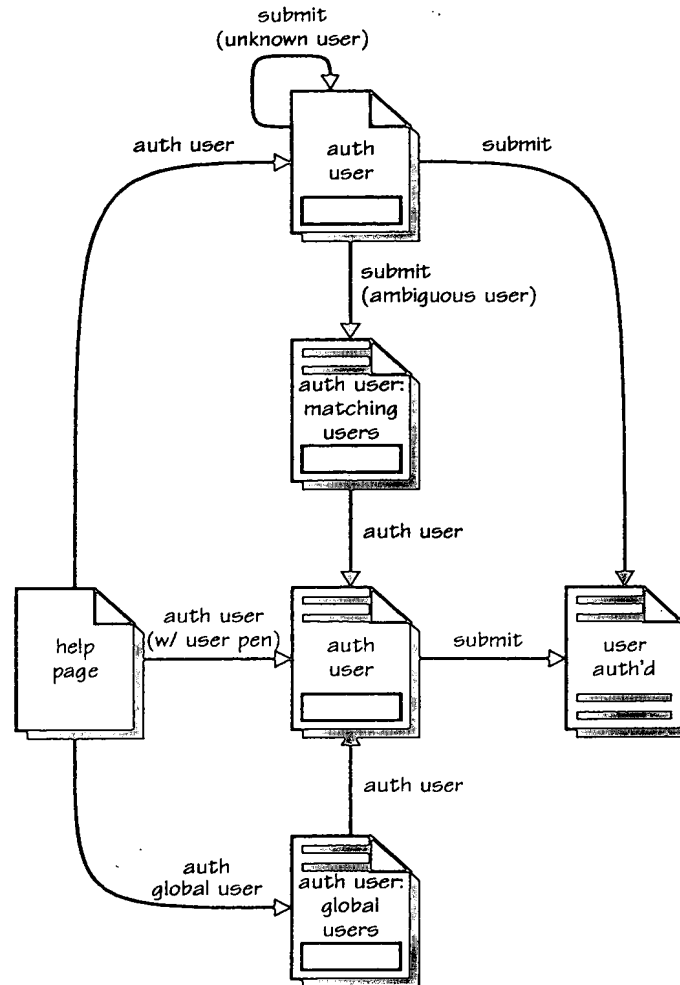 submit
(unknown user)
auth user
auth
user
submit
submit
(ambiguous user)
auth user:
matching
users
auth user
help
page
auth user
(w/ user pen)
auth
user
submit
user
auth'd
auth user
auth
global user
auth user:
global
users